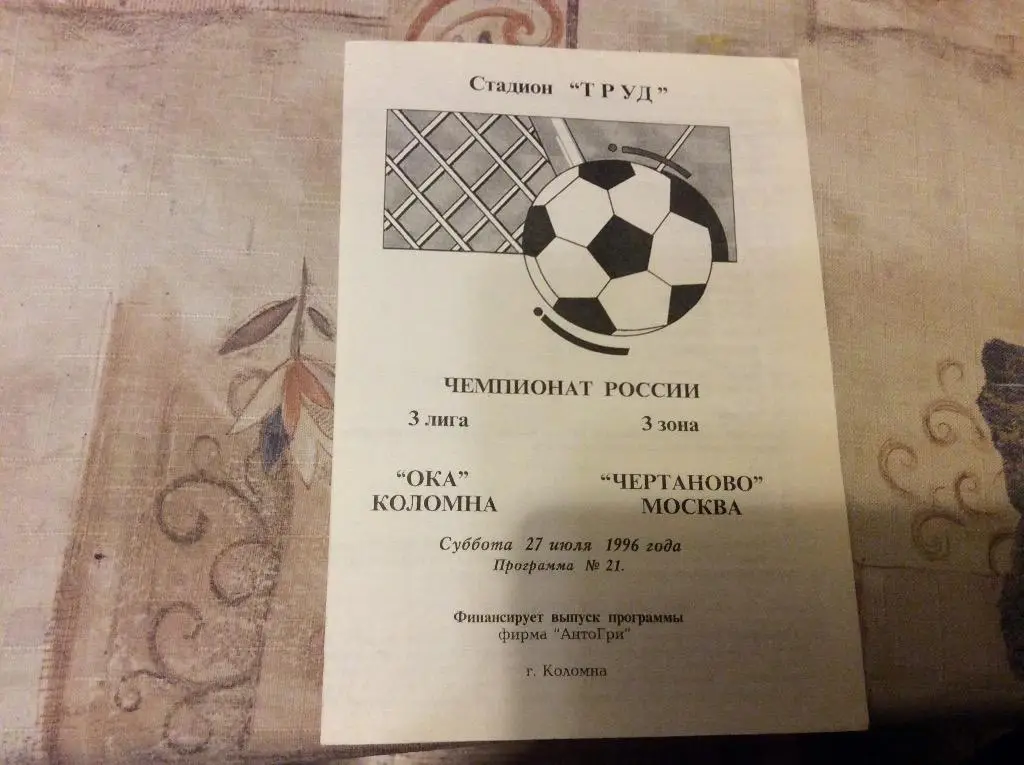 Стадион “ТРУД”
ЧЕМПИОНАТ РОССИИ
3 лига 3 зона
“ОКА” “ЧЕРТАНОВО”
КОЛОМНА МОСКВА
Суббота 27 июля 1996 года
Программа № 21.
Финансирует выпуск программы
фирма "АнтоГри"
г. Коломна